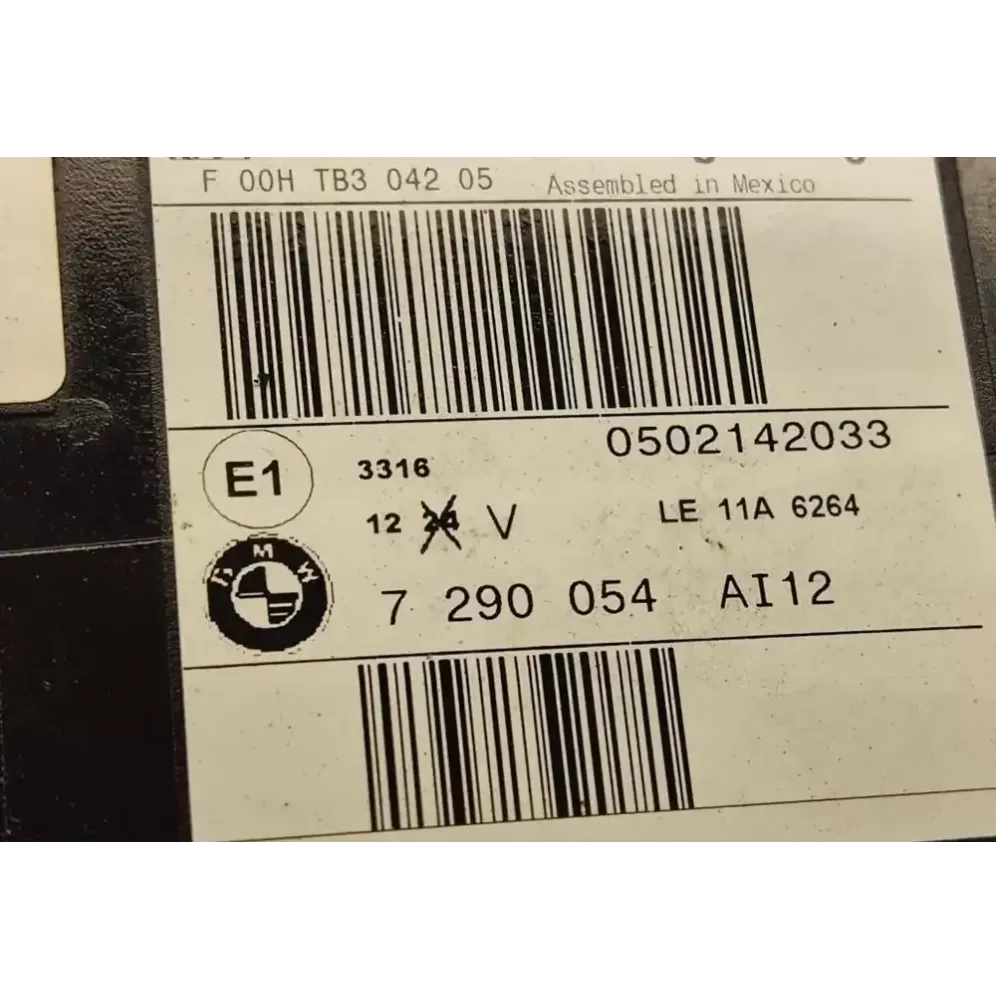 F 00H TB3 042 05 Assembled in Mexico
0502142033
E1 3316
12 24 V LE 11A 6264
BMW
7 290 054 AI12